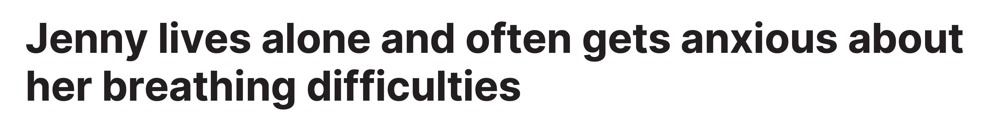 Jenny lives alone and often gets anxious about
her breathing difficulties